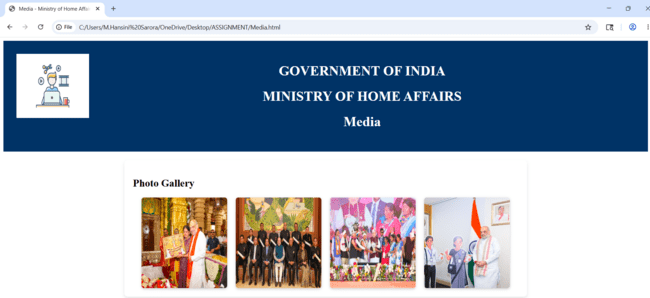 Media - Ministry of Home Affai
File
C:/Users/M.Hansini%20Sarora/OneDrive/Desktop/ASSIGNMENT/Media.html
GOVERNMENT OF INDIA
MINISTRY OF HOME AFFAIRS
Media
Photo Gallery